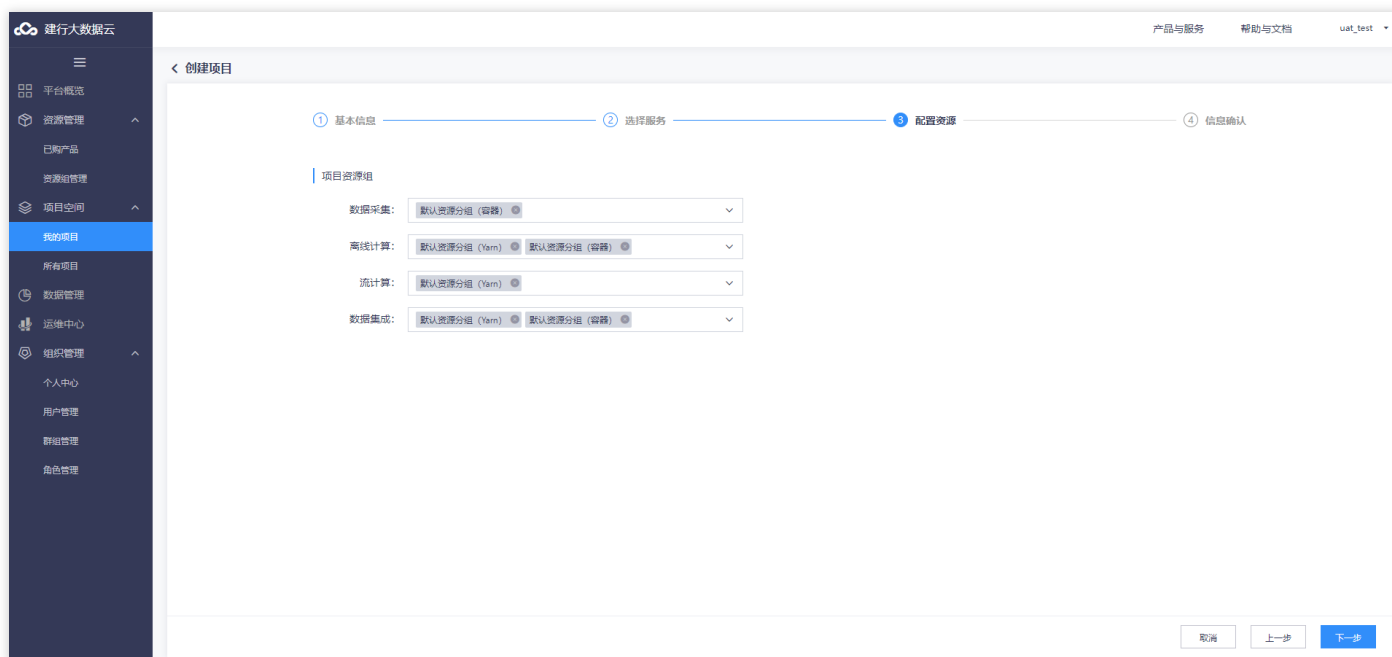 建行大数据云
产品与服务 帮助与文档 uat_test
创建项目
平台概览
资源管理
已购产品
资源组管理
项目空间
我的项目
所有项目
数据管理
运维中心
组织管理
个人中心
用户管理
群组管理
角色管理
1 基本信息 2 选择服务 3 配置资源 4 信息确认
项目资源组
数据采集： 默认资源分组（容器）
离线计算： 默认资源分组（Yarn） 默认资源分组（容器）
流计算： 默认资源分组（Yarn）
数据集成： 默认资源分组（Yarn） 默认资源分组（容器）
取消 上一步 下一步